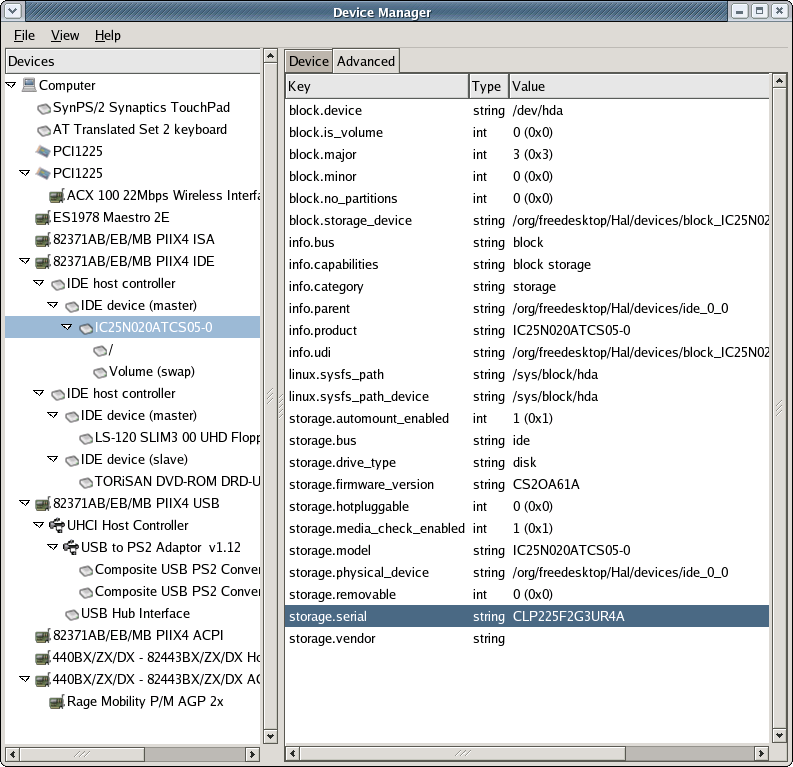 Device Manager
File View Help
Devices
Computer
SynPS/2 Synaptics TouchPad
AT Translated Set 2 keyboard
PCI1225
PCI1225
ACX 100 22Mbps Wireless Interfa
ES1978 Maestro 2E
82371AB/EB/MB PIIX4 ISA
82371AB/EB/MB PIIX4 IDE
IDE host controller
IDE device (master)
IC25N020ATCS05-0
/
Volume (swap)
IDE host controller
IDE device (master)
LS-120 SLIM3 00 UHD Flopp
IDE device (slave)
TORiSAN DVD-ROM DRD-U
82371AB/EB/MB PIIX4 USB
UHCI Host Controller
USB to PS2 Adaptor v1.12
Composite USB PS2 Conver
Composite USB PS2 Conver
USB Hub Interface
82371AB/EB/MB PIIX4 ACPI
440BX/ZX/DX - 82443BX/ZX/DX Ho
440BX/ZX/DX - 82443BX/ZX/DX AG
Rage Mobility P/M AGP 2x
Device Advanced
Key Type Value
block.device string /dev/hda
block.is_volume int 0 (0x0)
block.major int 3 (0x3)
block.minor int 0 (0x0)
block.no_partitions int 0 (0x0)
block.storage_device string /org/freedesktop/Hal/devices/block_IC25N02
info.bus string block
info.capabilities string block storage
info.category string storage
info.parent string /org/freedesktop/Hal/devices/ide_0_0
info.product string IC25N020ATCS05-0
info.udi string /org/freedesktop/Hal/devices/block_IC25N02
linux.sysfs_path string /sys/block/hda
linux.sysfs_path_device string /sys/block/hda
storage.automount_enabled int 1 (0x1)
storage.bus string ide
storage.drive_type string disk
storage.firmware_version string CS2OA61A
storage.hotpluggable int 0 (0x0)
storage.media_check_enabled int 1 (0x1)
storage.model string IC25N020ATCS05-0
storage.physical_device string /org/freedesktop/Hal/devices/ide_0_0
storage.removable int 0 (0x0)
storage.serial string CLP225F2G3UR4A
storage.vendor string